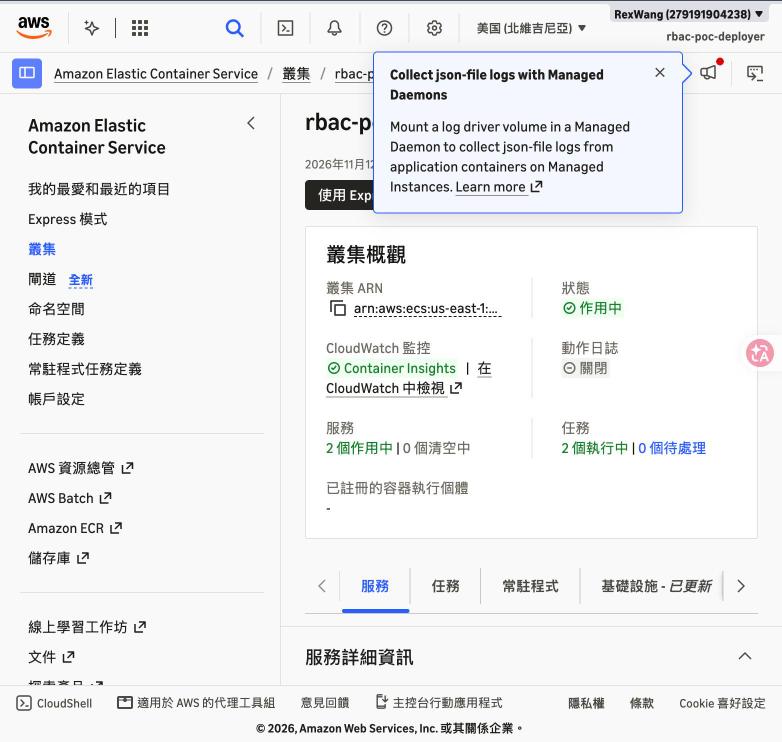 aws
美國 (北維吉尼亞) ▼
RexWang (279191904238) ▼
rbac-poc-deployer
Amazon Elastic Container Service / 叢集 / rbac-p
Collect json-file logs with Managed
Daemons
Mount a log driver volume in a Managed
Daemon to collect json-file logs from
application containers on Managed
Instances. Learn more
Amazon Elastic
Container Service
我的最愛和最近的項目
Express 模式
叢集
閘道 全新
命名空間
任務定義
常駐程式任務定義
帳戶設定
AWS 資源總管
AWS Batch
Amazon ECR
儲存庫
線上學習工作坊
文件
rbac-p
2026年11月12
使用 Exp
叢集概觀
叢集 ARN
arn:aws:ecs:us-east-1:...
狀態
作用中
CloudWatch 監控
Container Insights | 在
CloudWatch 中檢視
動作日誌
關閉
服務
2 個作用中 | 0 個清空中
任務
2 個執行中 | 0 個待處理
已註冊的容器執行個體
-
服務
任務
常駐程式
基礎設施 - 已更新
服務詳細資訊
CloudShell
適用於 AWS 的代理工具組
意見回饋
主控台行動應用程式
隱私權
條款
Cookie 喜好設定
© 2026, Amazon Web Services, Inc. 或其關係企業。